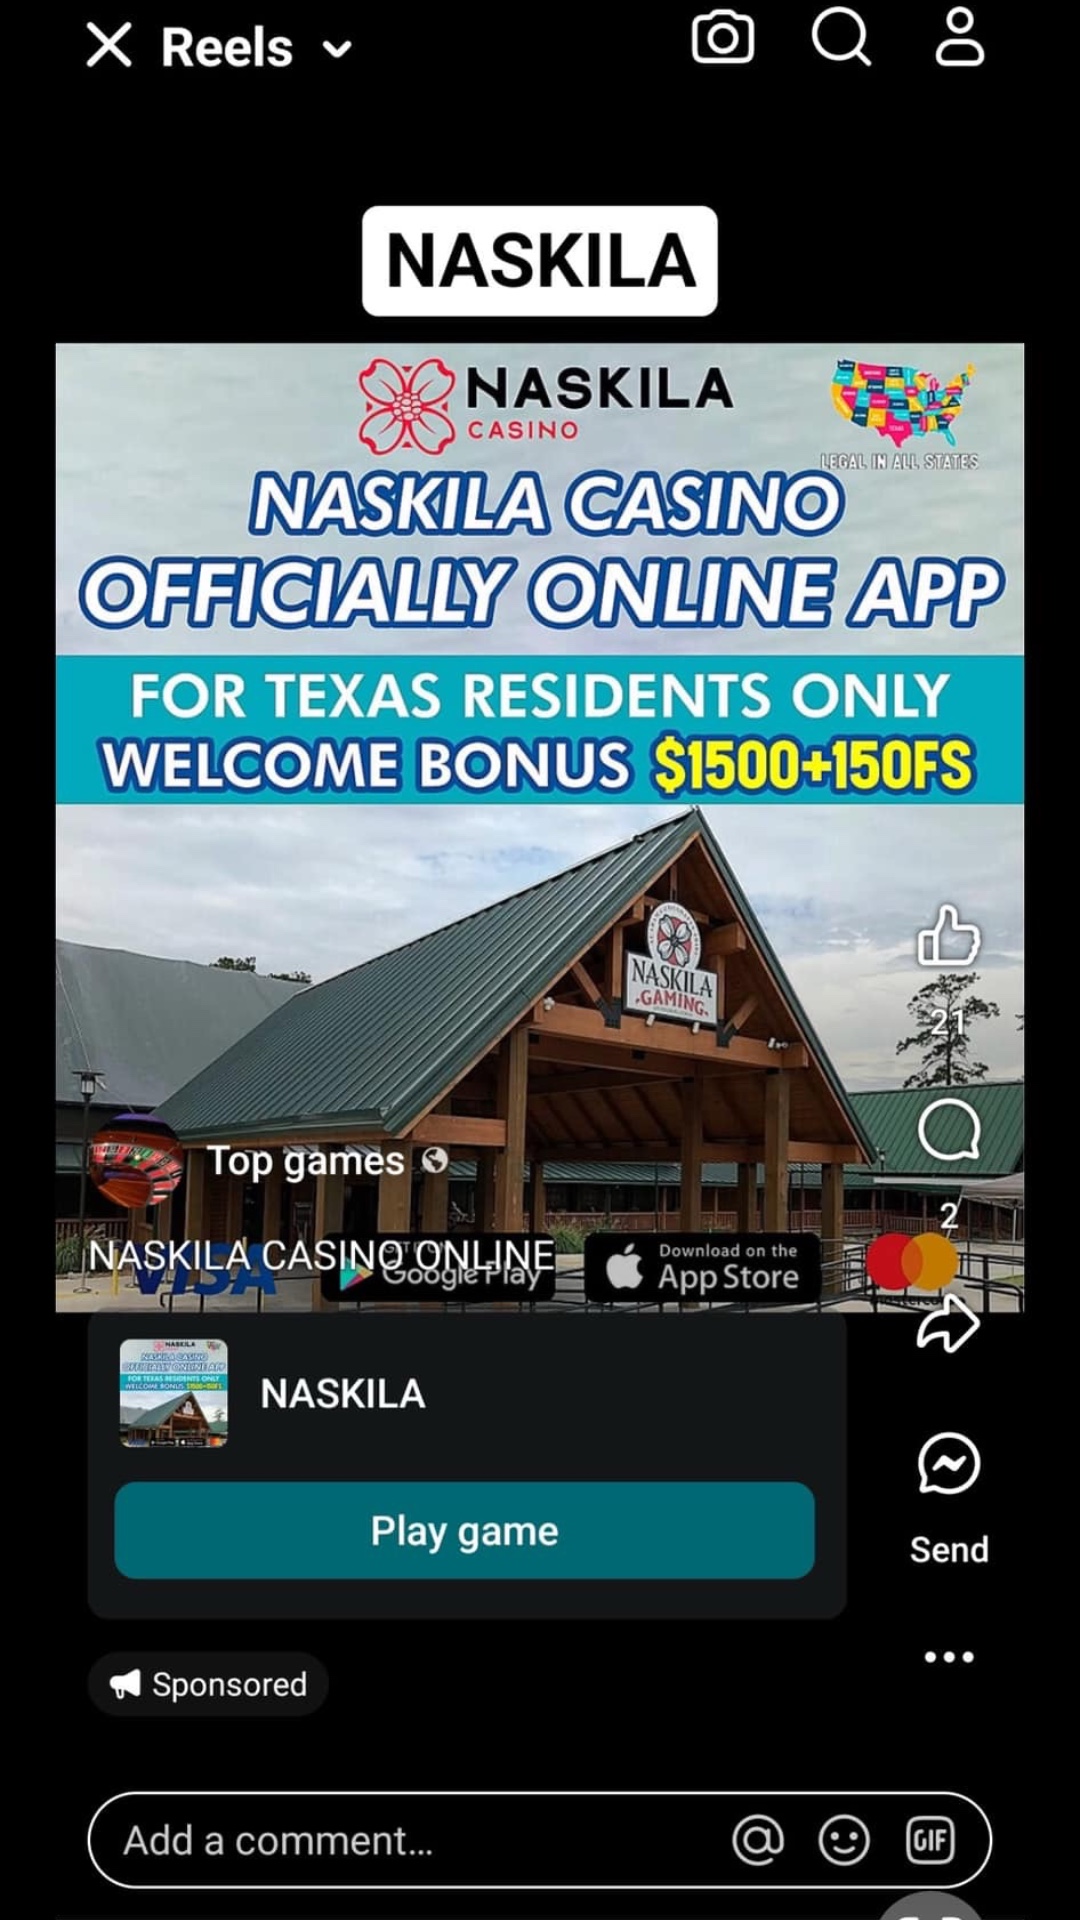 Reels
NASKILA
NASKILA
CASINO
LEGAL IN ALL STATES
NASKILA CASINO
OFFICIALLY ONLINE APP
FOR TEXAS RESIDENTS ONLY
WELCOME BONUS $1500+150FS
NASKILA
GAMING
21
Top games
2
NASKILA CASINO ONLINE
VISA
Google Play
Download on the
App Store
NASKILA
Play game
Send
Sponsored
Add a comment...
GIF